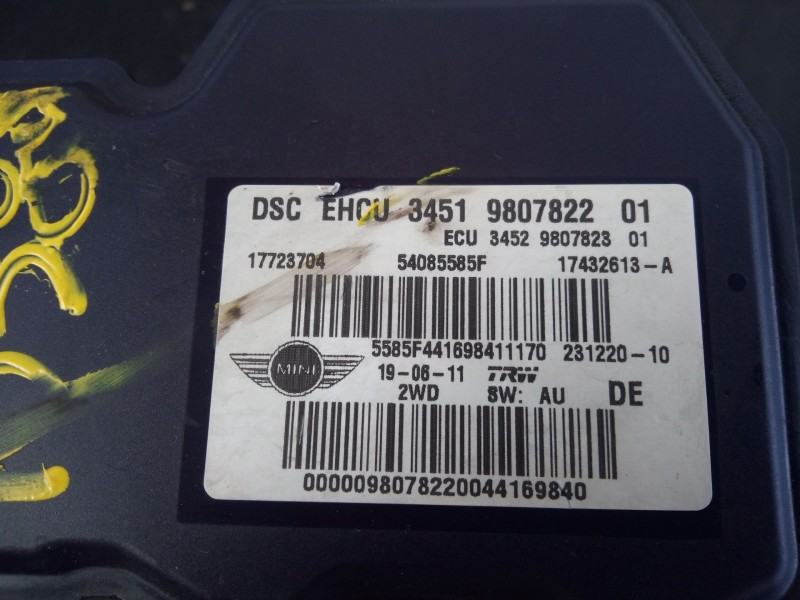 DSC EHCU 3451 9807822 01
ECU 3452 9807823 01
17723704 54085585F 17432613-A
5585F441698411170 231220-10
MINI
19-06-11 TRW
2WD SW: AU DE
0000098078220044169840